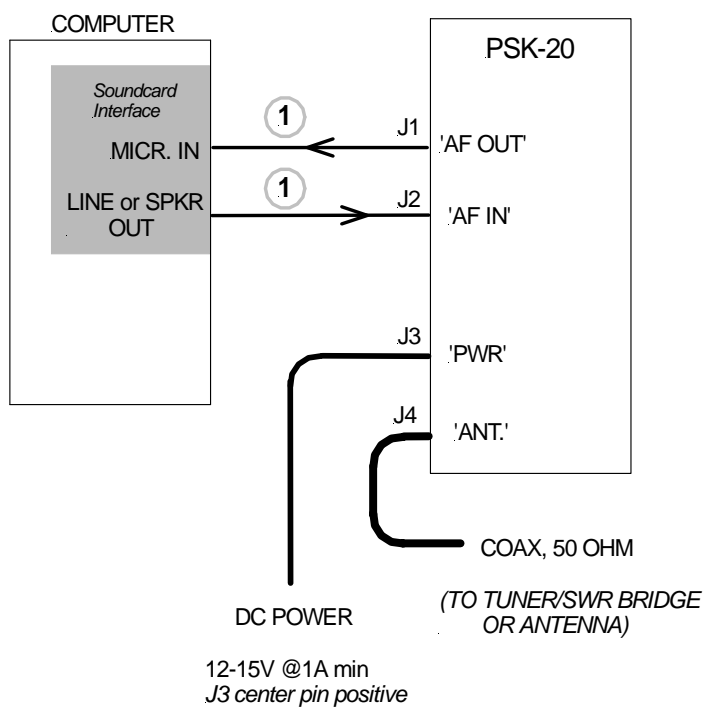 COMPUTER
PSK-20
Soundcard
Interface
1
J1
'AF OUT'
MICR. IN
1
J2
'AF IN'
LINE or SPKR
OUT
J3
'PWR'
J4
'ANT.'
COAX, 50 OHM
(TO TUNER/SWR BRIDGE
OR ANTENNA)
DC POWER
12-15V @1A min
J3 center pin positive